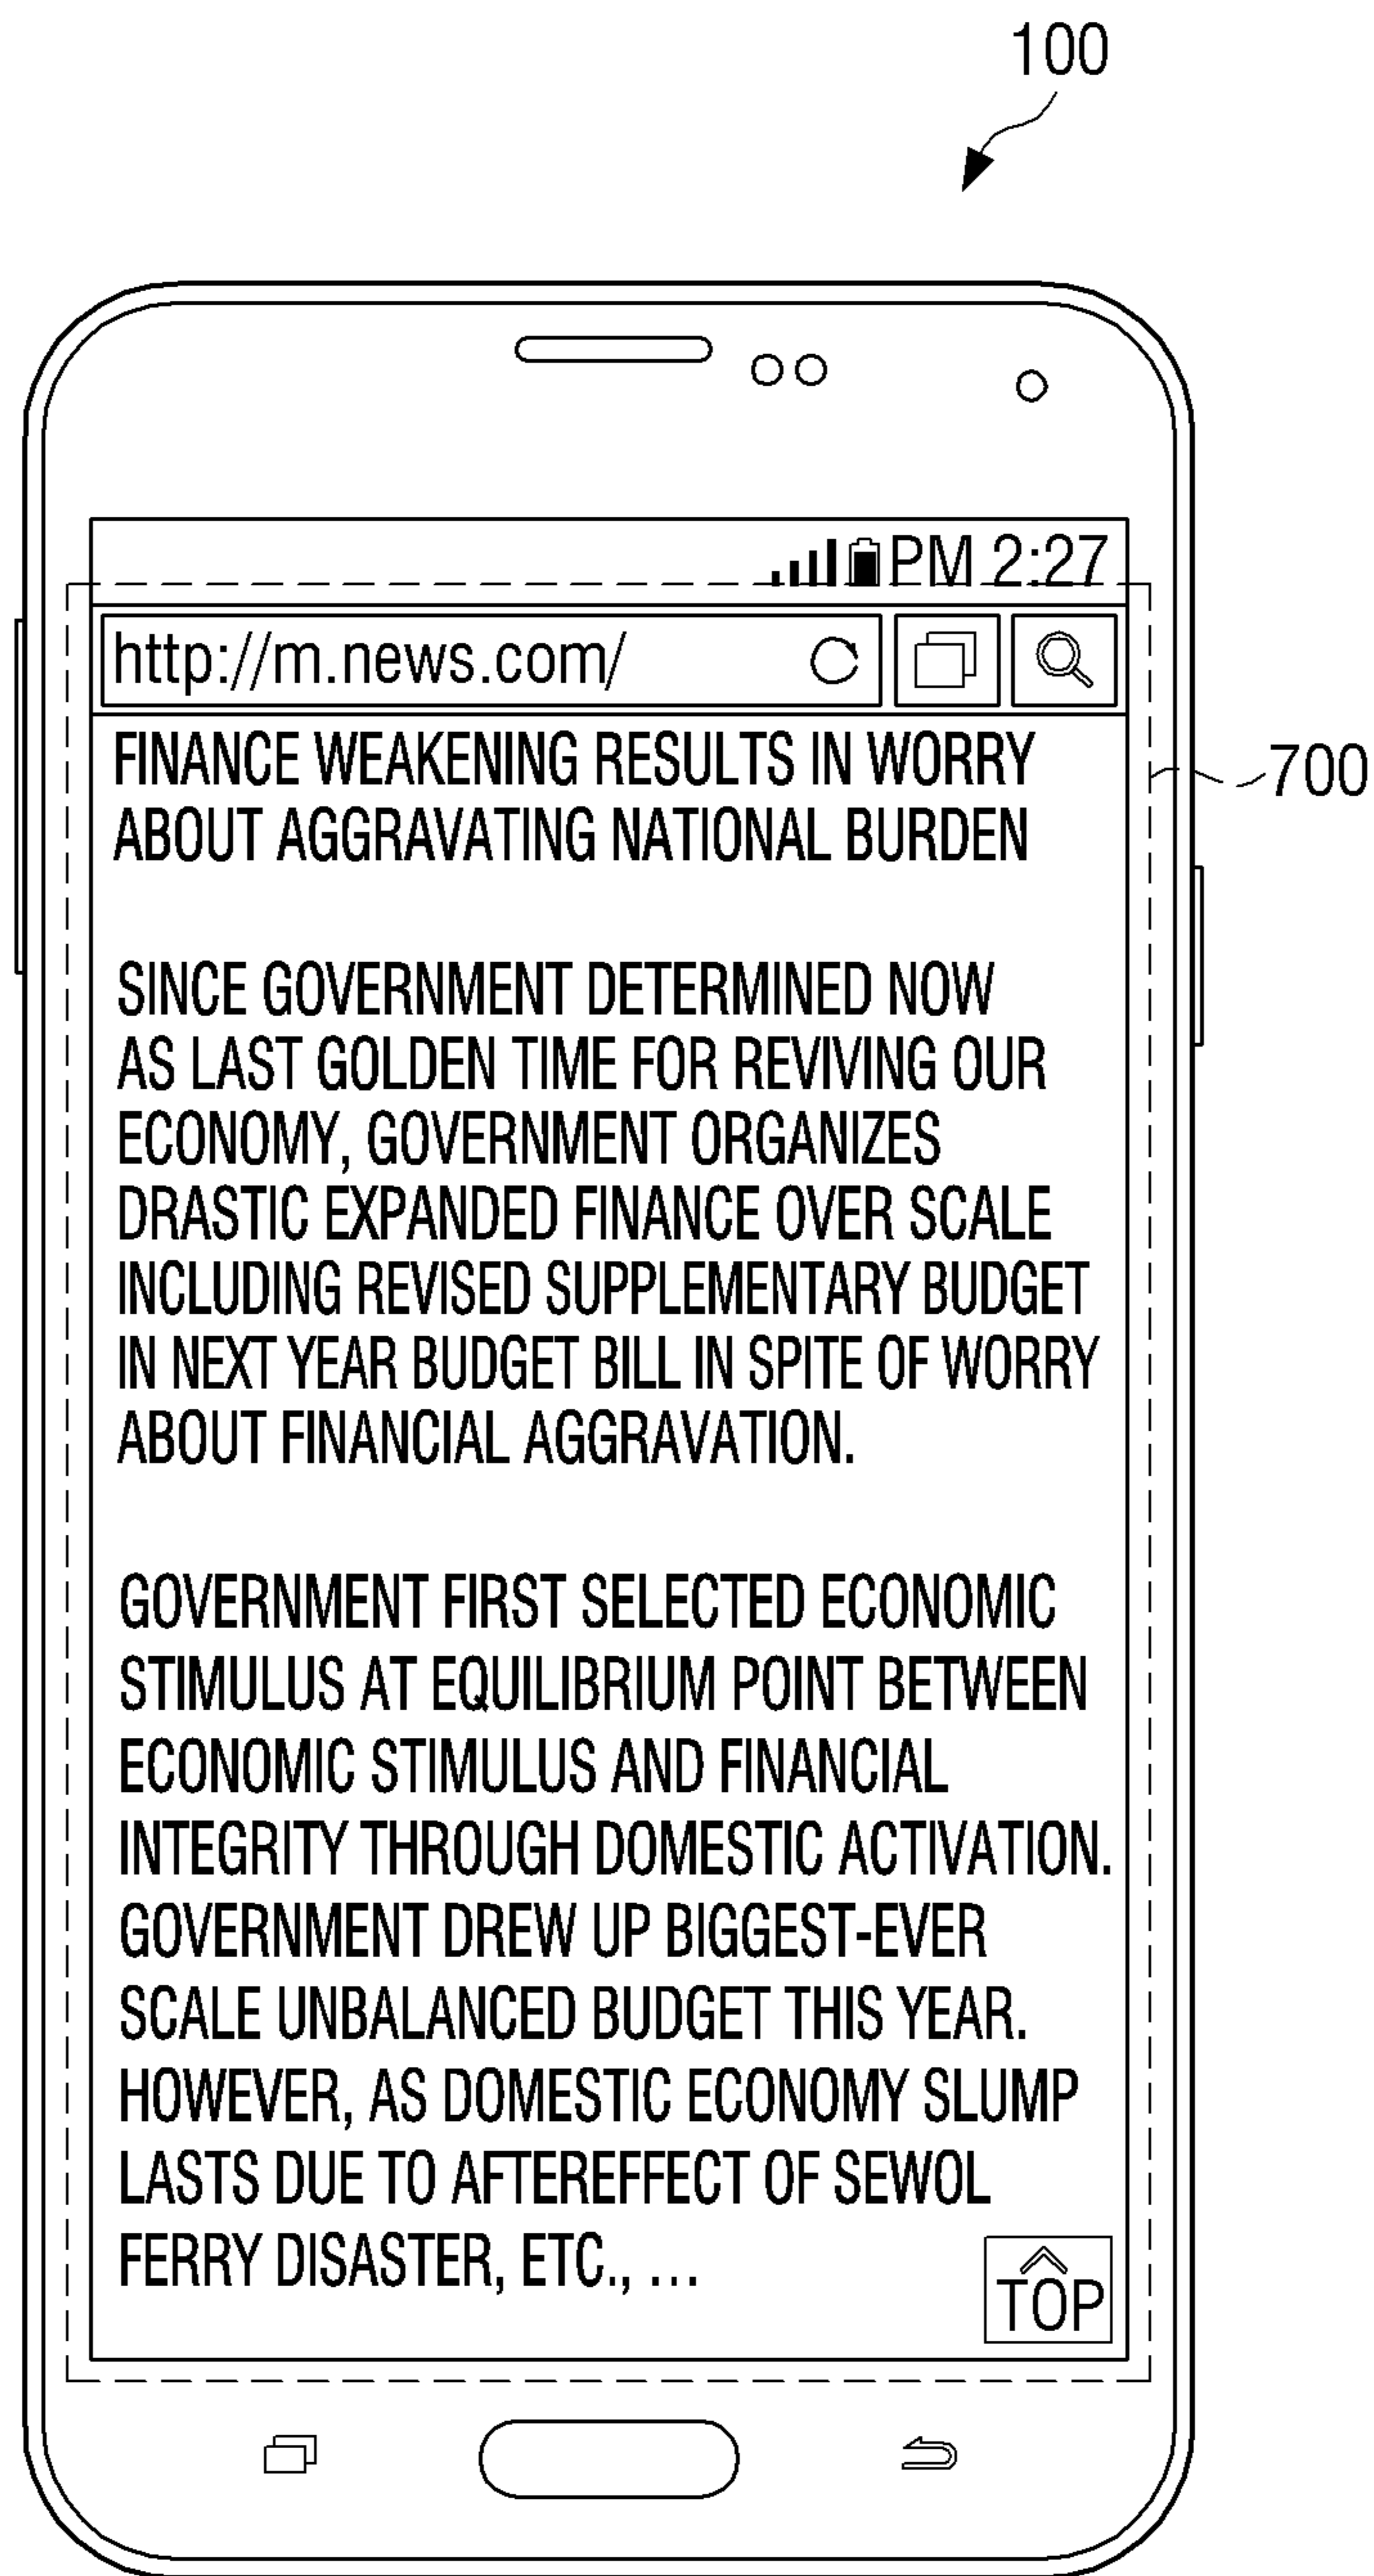 100
PM 2:27
http://m.news.com/
700
FINANCE WEAKENING RESULTS IN WORRY
ABOUT AGGRAVATING NATIONAL BURDEN
SINCE GOVERNMENT DETERMINED NOW
AS LAST GOLDEN TIME FOR REVIVING OUR
ECONOMY, GOVERNMENT ORGANIZES
DRASTIC EXPANDED FINANCE OVER SCALE
INCLUDING REVISED SUPPLEMENTARY BUDGET
IN NEXT YEAR BUDGET BILL IN SPITE OF WORRY
ABOUT FINANCIAL AGGRAVATION.
GOVERNMENT FIRST SELECTED ECONOMIC
STIMULUS AT EQUILIBRIUM POINT BETWEEN
ECONOMIC STIMULUS AND FINANCIAL
INTEGRITY THROUGH DOMESTIC ACTIVATION.
GOVERNMENT DREW UP BIGGEST-EVER
SCALE UNBALANCED BUDGET THIS YEAR.
HOWEVER, AS DOMESTIC ECONOMY SLUMP
LASTS DUE TO AFTEREFFECT OF SEWOL
FERRY DISASTER, ETC., ...
TOP